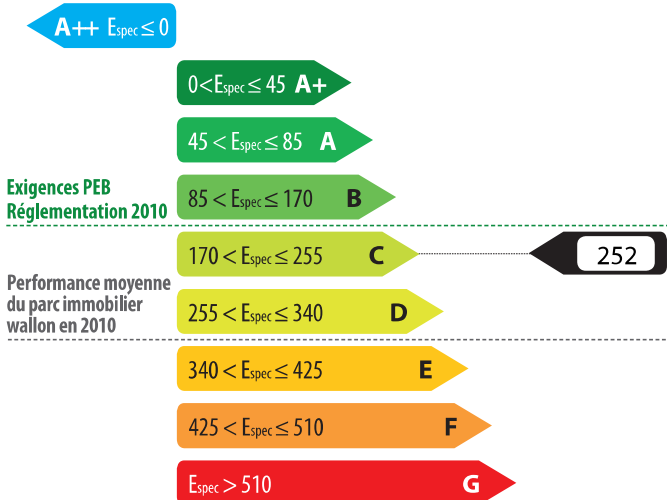 A++ Espec ≤ 0
0 < Espec ≤ 45 A+
45 < Espec ≤ 85 A
Exigences PEB
Réglementation 2010
85 < Espec ≤ 170 B
170 < Espec ≤ 255 C
252
Performance moyenne
du parc immobilier
wallon en 2010
255 < Espec ≤ 340 D
340 < Espec ≤ 425 E
425 < Espec ≤ 510 F
Espec > 510 G